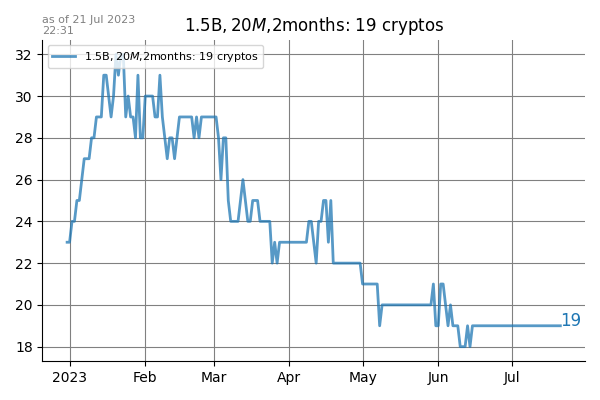 as of 21 Jul 2023
22:31
1.5B, 20M,2months: 19 cryptos
1.5B, 20M,2months: 19 cryptos
32
30
28
26
24
22
20
18
19
2023 Feb Mar Apr May Jun Jul